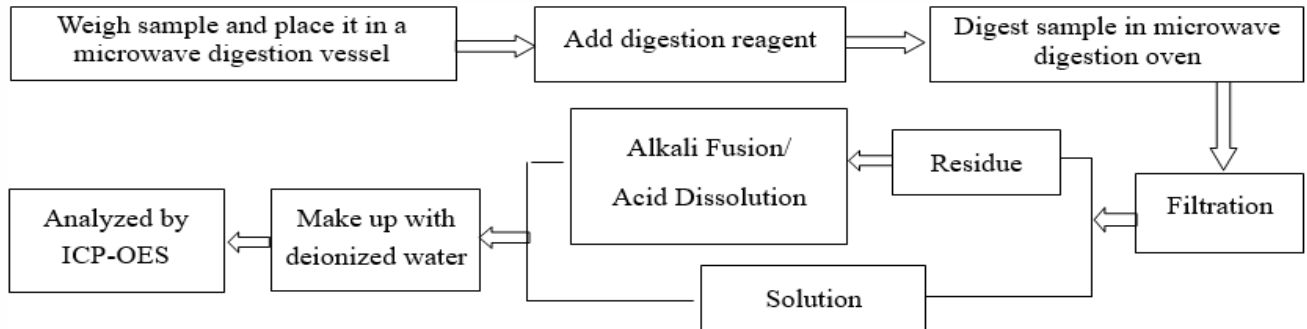 Weigh sample and place it in a
microwave digestion vessel
Add digestion reagent
Digest sample in microwave
digestion oven
Filtration
Residue
Alkali Fusion/
Acid Dissolution
Solution
Make up with
deionized water
Analyzed by
ICP-OES